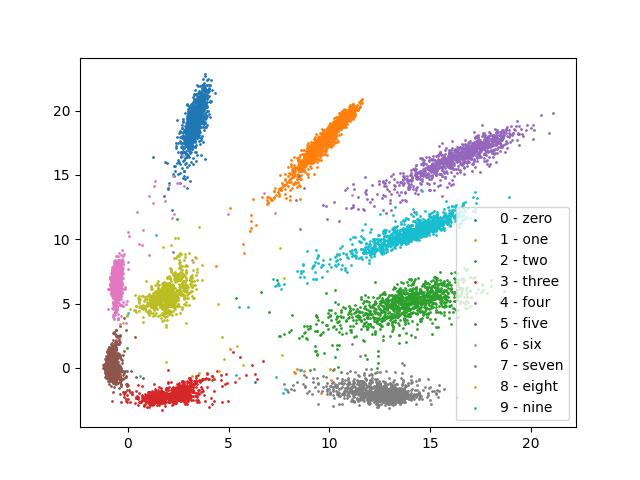 20
15
10
5
0
0 5 10 15 20
0 - zero
1 - one
2 - two
3 - three
4 - four
5 - five
6 - six
7 - seven
8 - eight
9 - nine